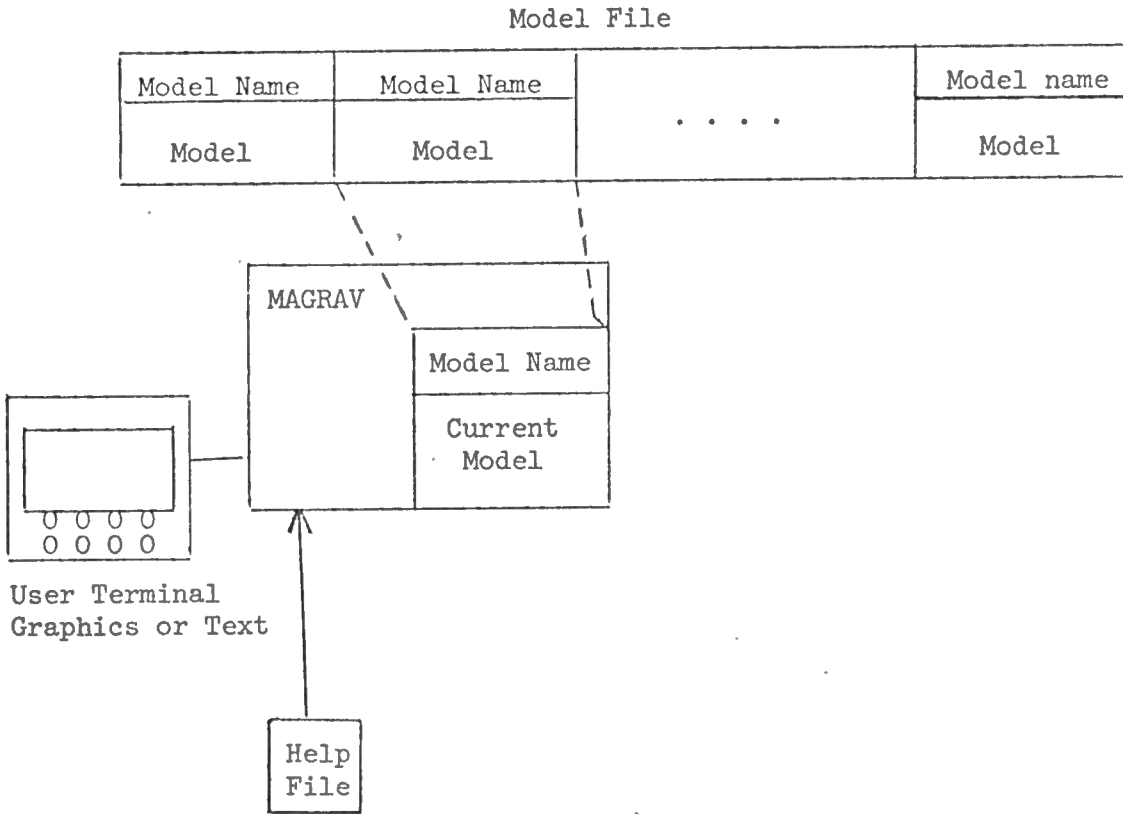 Model File
Model Name
Model Name
Model name
. . . .
Model
Model
Model
MAGRAV
Model Name
Current
Model
O O O O
O O O O
User Terminal
Graphics or Text
Help
File